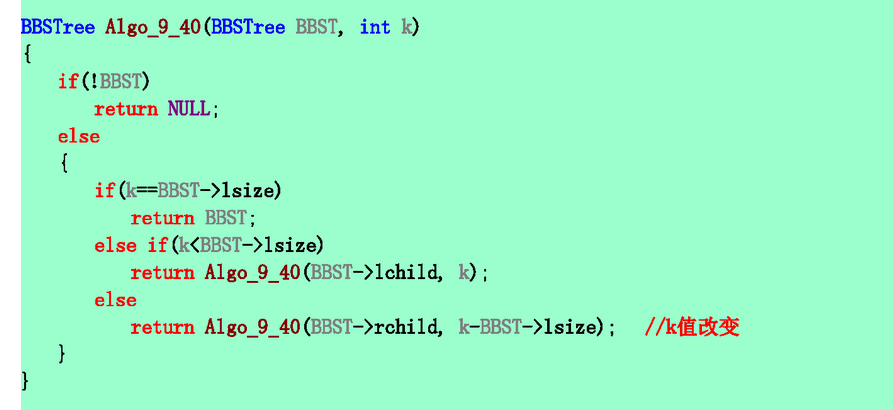 BBSTree Algo_9_40(BBSTree BBST, int k)
{
if(!BBST)
return NULL;
else
{
if(k==BBST->lsize)
return BBST;
else if(k<BBST->lsize)
return Algo_9_40(BBST->lchild, k);
else
return Algo_9_40(BBST->rchild, k-BBST->lsize); //k值改变
}
}